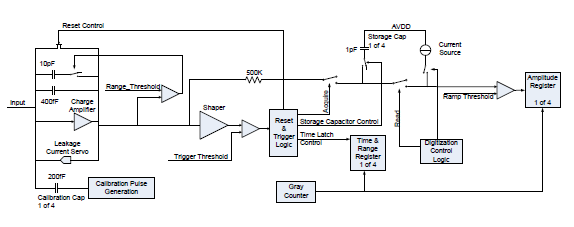 Reset Control
AVDD
Storage Cap
1 of 4
1pF
Current
Source
10pF
500K
Range_Threshold
Amplitude
Register
1 of 4
Ramp Threshold
400fF
Input
Charge
Amplifier
Shaper
Acquire
Read
Reset
&
Trigger
Logic
Storage Capacitor Control
Time Latch
Control
Time &
Range
Register
1 of 4
Digitization
Control
Logic
Leakage
Current Servo
Trigger Threshold
200fF
Calibration Cap
1 of 4
Calibration Pulse
Generation
Gray
Counter